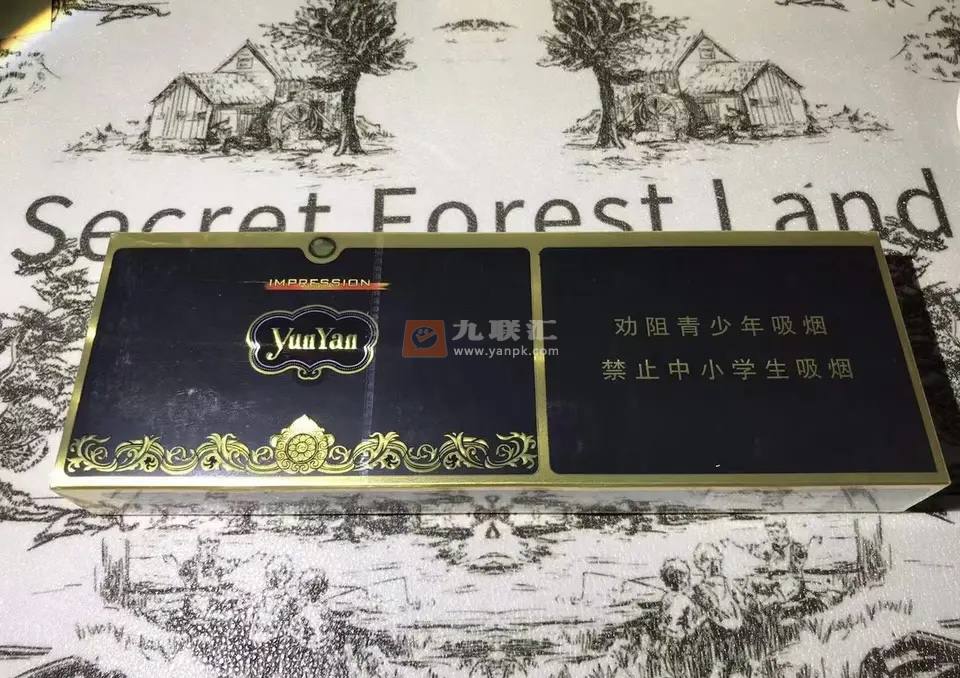 Secret Forest Land
IMPRESSION
YunYan
九联汇
www.yanpk.com
劝阻青少年吸烟
禁止中小学生吸烟